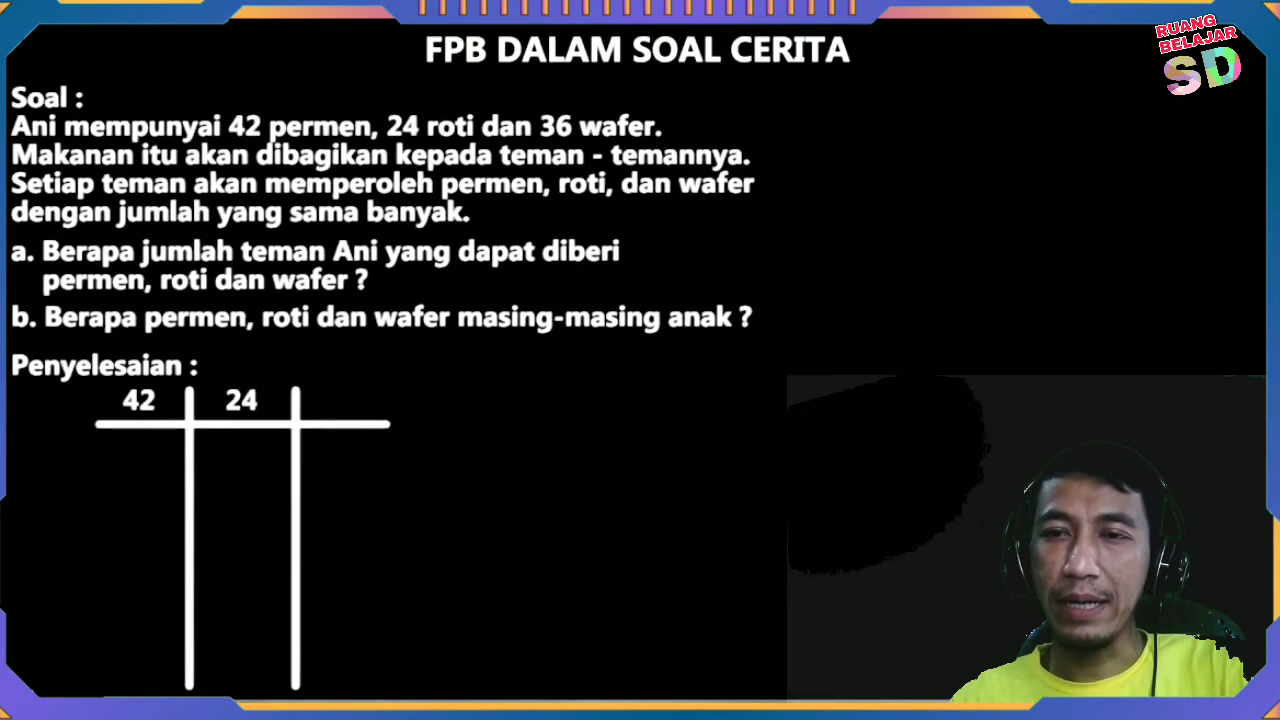 FPB DALAM SOAL CERITA
RUANG
BELAJAR
SD
Soal :
Ani mempunyai 42 permen, 24 roti dan 36 wafer.
Makanan itu akan dibagikan kepada teman - temannya.
Setiap teman akan memperoleh permen, roti, dan wafer
dengan jumlah yang sama banyak.
a. Berapa jumlah teman Ani yang dapat diberi
permen, roti dan wafer ?
b. Berapa permen, roti dan wafer masing-masing anak ?
Penyelesaian :
42 24